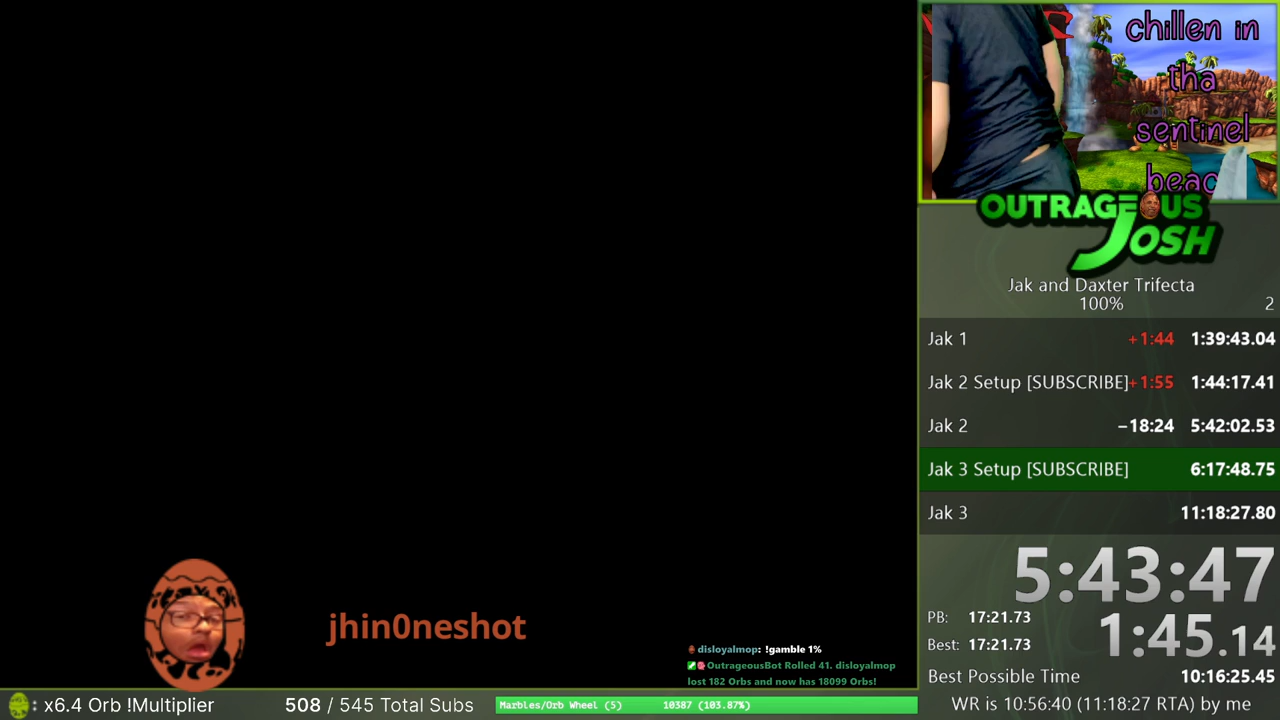 chillen in
tha
sentinel
beac
OUTRAGEOUS
JOSH
Jak and Daxter Trifecta
100% 2
Jak 1 +1:44 1:39:43.04
Jak 2 Setup [SUBSCRIBE] +1:55 1:44:17.41
Jak 2 −18:24 5:42:02.53
Jak 3 Setup [SUBSCRIBE] 6:17:48.75
Jak 3 11:18:27.80
5:43:47
PB: 17:21.73
Best: 17:21.73
1:45.14
Best Possible Time 10:16:25.45
WR is 10:56:40 (11:18:27 RTA) by me
jhin0neshot
disloyalmop: !gamble 1%
OutrageousBot Rolled 41. disloyalmop
lost 182 Orbs and now has 18099 Orbs!
: x6.4 Orb !Multiplier 508 / 545 Total Subs Marbles/Orb Wheel (5) 10387 (103.87%)